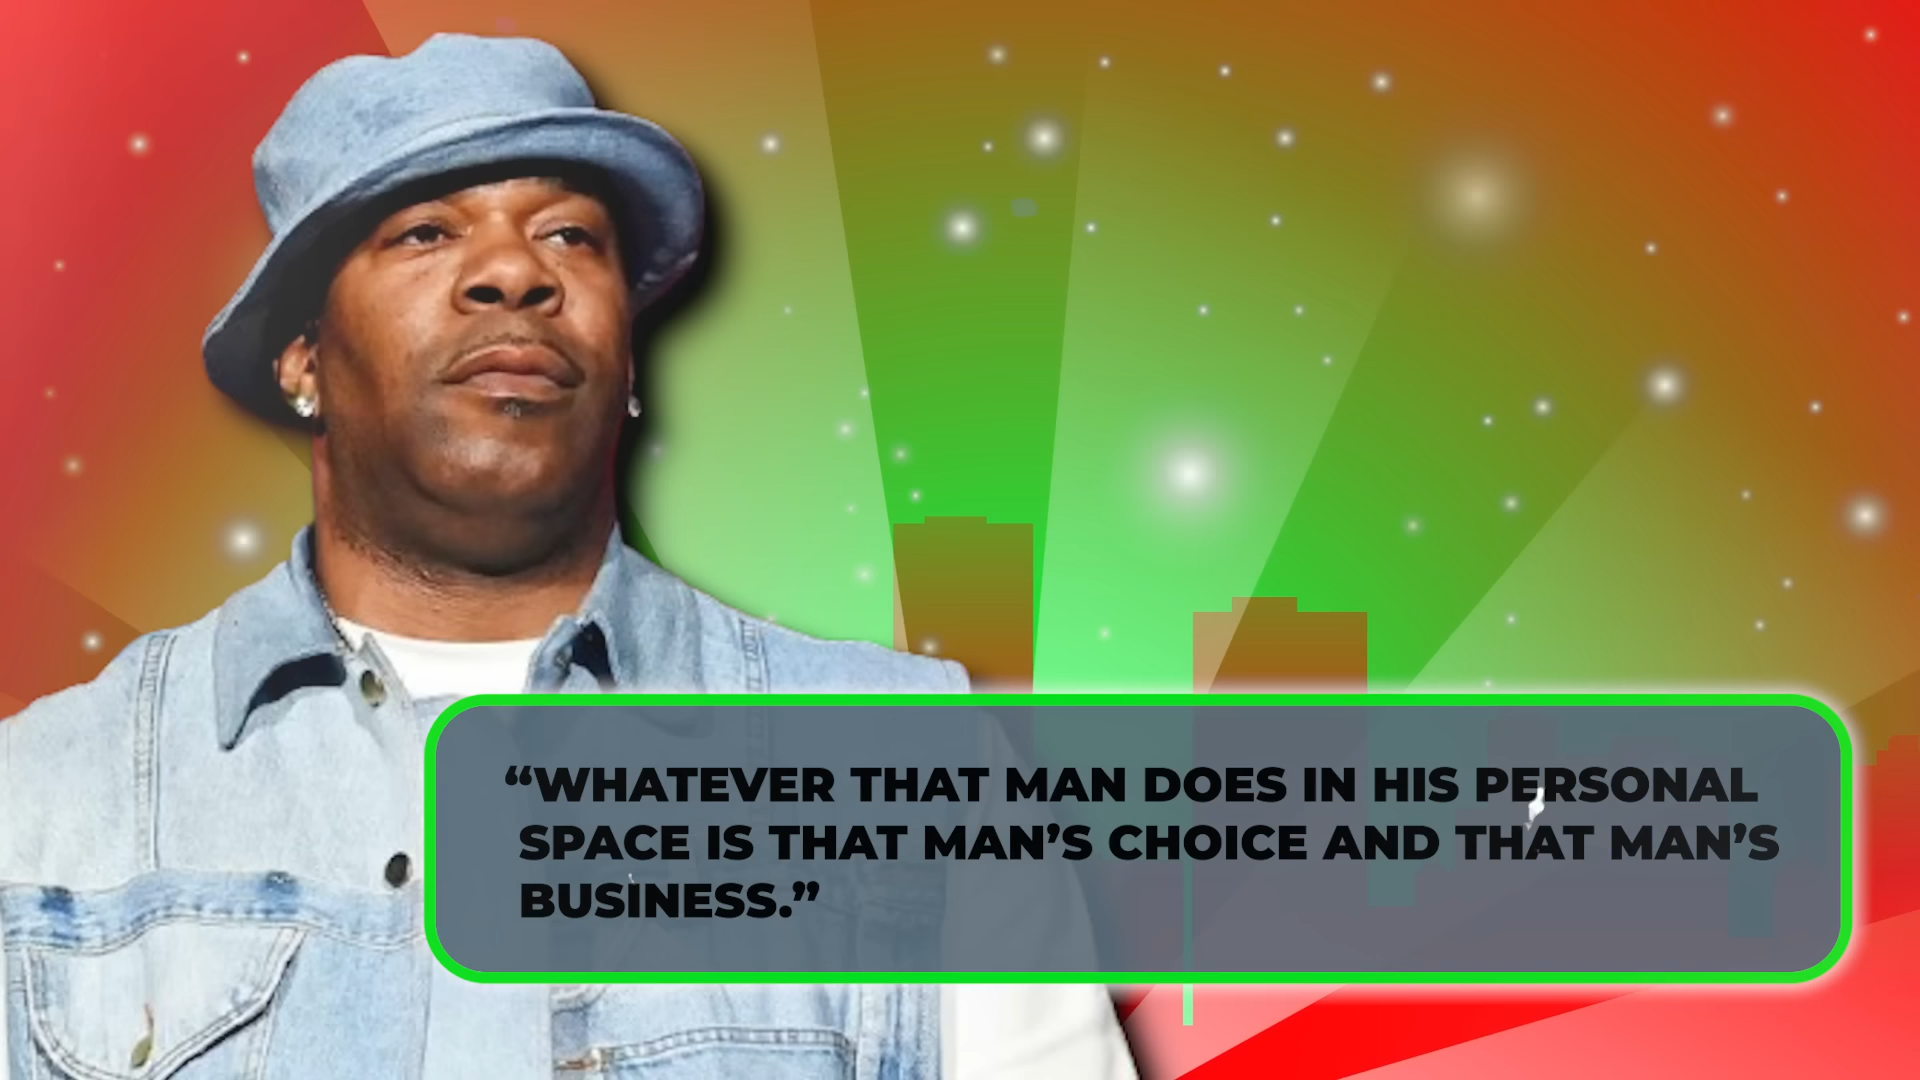 “WHATEVER THAT MAN DOES IN HIS PERSONAL
SPACE IS THAT MAN’S CHOICE AND THAT MAN’S
BUSINESS.”